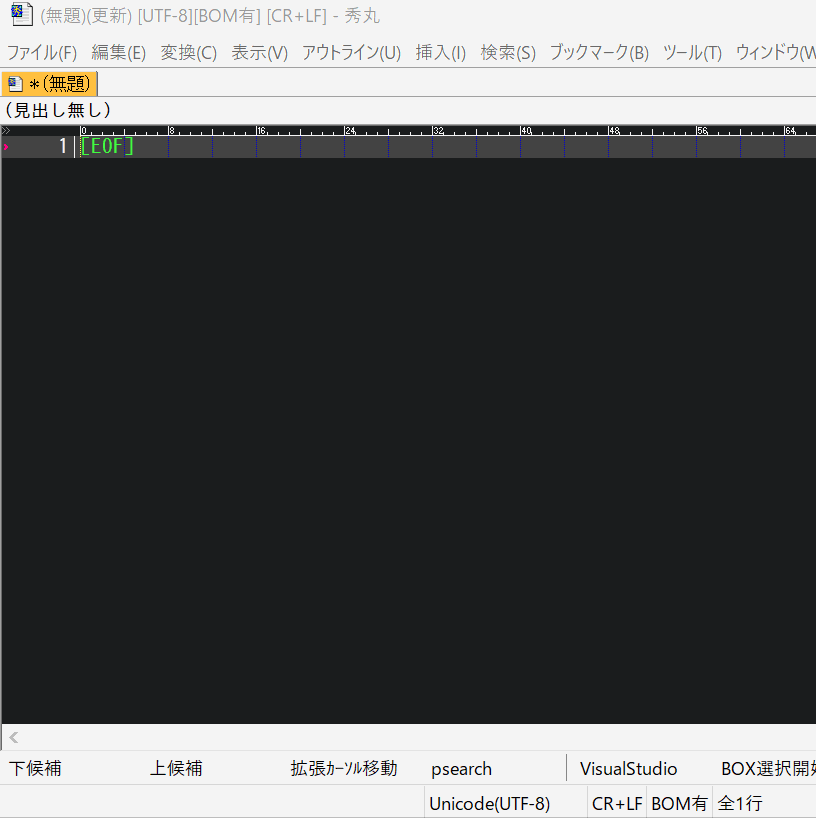 (無題)(更新) [UTF-8][BOM有] [CR+LF] - 秀丸
ファイル(F) 編集(E) 変換(C) 表示(V) アウトライン(U) 挿入(I) 検索(S) ブックマーク(B) ツール(T) ウィンドウ(W
＊(無題)
(見出し無し)
0 8 16 24 32 40 48 56 64
1 [EOF]
下候補 上候補 拡張ｶｰｿﾙ移動 psearch VisualStudio BOX選択開始
Unicode(UTF-8) CR+LF BOM有 全1行